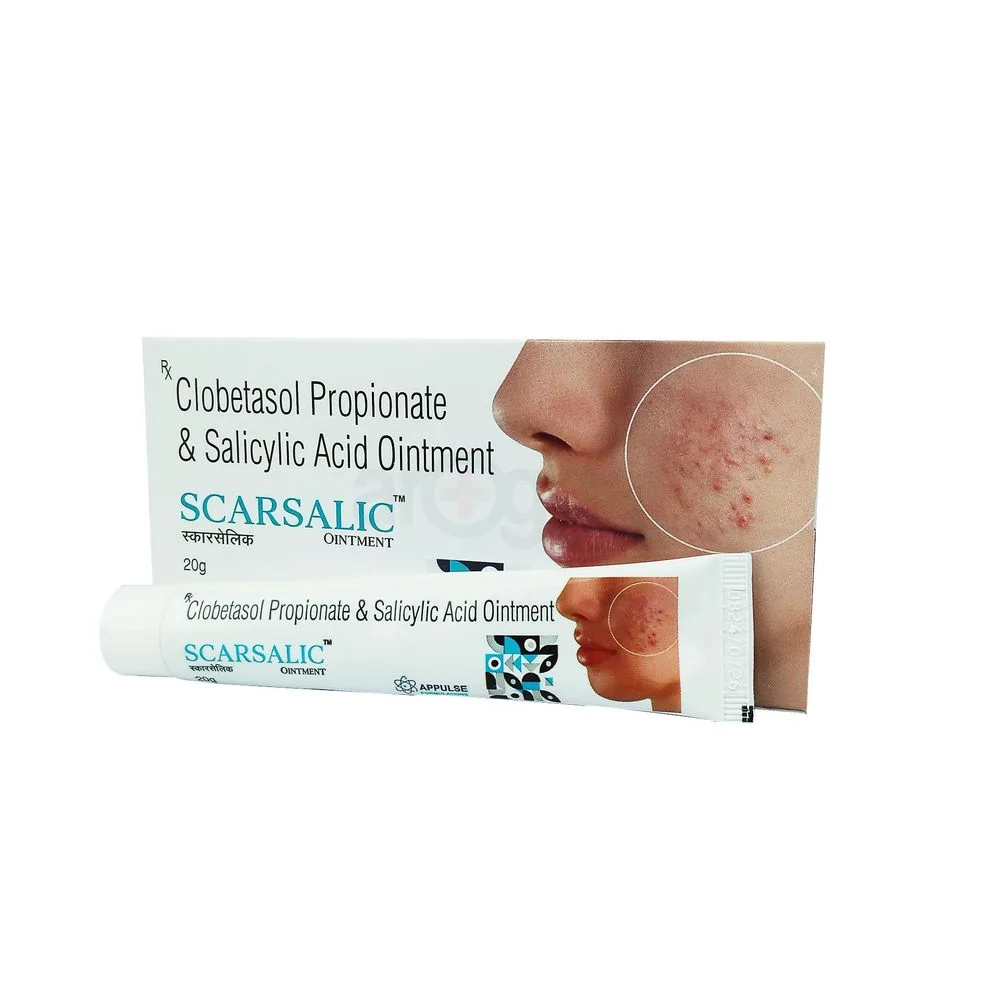 Rx
Clobetasol Propionate
& Salicylic Acid Ointment
SCARSALIC™
स्कारसेलिक OINTMENT
20g
Rx Clobetasol Propionate & Salicylic Acid Ointment
SCARSALIC™
स्कारसेलिक OINTMENT
20g
APPULSE
FORMULATIONS